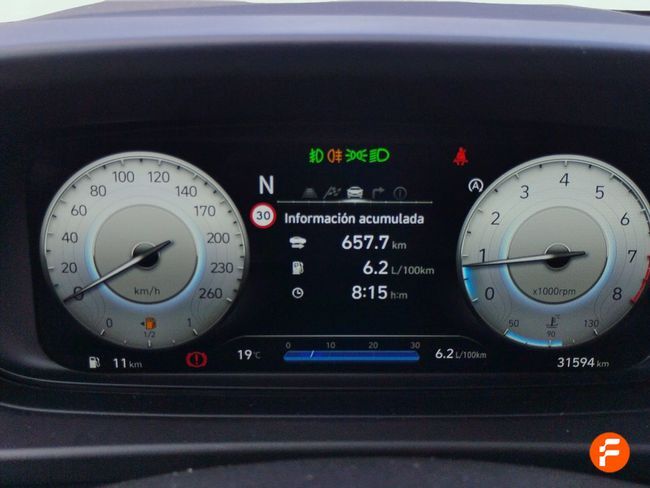 100 120
80 140
60 170
40 200
20 230
0 260
km/h
0 1/2 1
11 km
N
30
Información acumulada
657.7 km
6.2 L/100km
8:15 h:m
19°C
0 10 20 30
6.2 L/100km
A
3 4 5
2 6
1 7
0 8
x1000rpm
50 90 130
31594 km